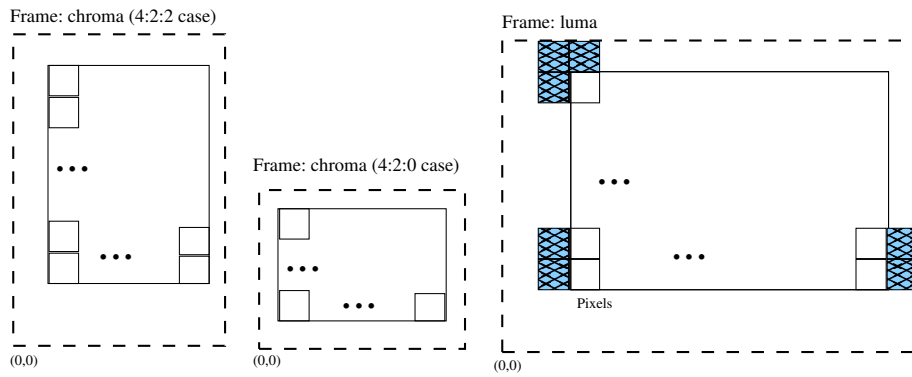 Frame: chroma (4:2:2 case)
Frame: luma
Frame: chroma (4:2:0 case)
Pixels
(0,0)
(0,0)
(0,0)